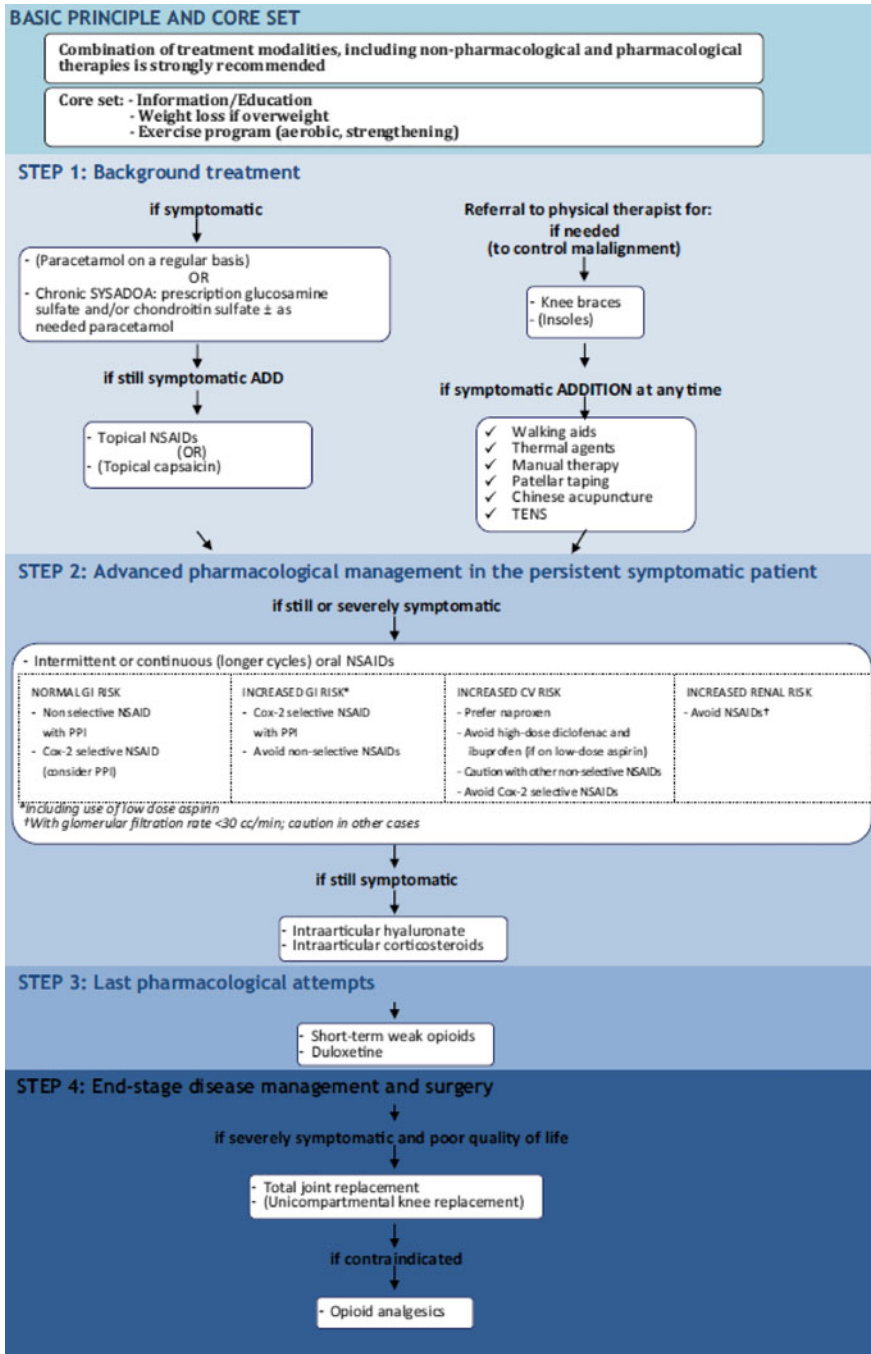 BASIC PRINCIPLE AND CORE SET
Combination of treatment modalities, including non-pharmacological and pharmacological
therapies is strongly recommended
Core set: - Information/Education
- Weight loss if overweight
- Exercise program (aerobic, strengthening)
STEP 1: Background treatment
if symptomatic
- (Paracetamol on a regular basis)
OR
- Chronic SYSADOA: prescription glucosamine
sulfate and/or chondroitin sulfate ± as
needed paracetamol
if still symptomatic ADD
- Topical NSAIDs
(OR)
- (Topical capsaicin)
Referral to physical therapist for:
if needed
(to control malalignment)
- Knee braces
- (Insoles)
if symptomatic ADDITION at any time
✓ Walking aids
✓ Thermal agents
✓ Manual therapy
✓ Patellar taping
✓ Chinese acupuncture
✓ TENS
STEP 2: Advanced pharmacological management in the persistent symptomatic patient
if still or severely symptomatic
- Intermittent or continuous (longer cycles) oral NSAIDs
NORMAL GI RISK
- Non selective NSAID
with PPI
- Cox-2 selective NSAID
(consider PPI)
INCREASED GI RISK*
- Cox-2 selective NSAID
with PPI
- Avoid non-selective NSAIDs
INCREASED CV RISK
- Prefer naproxen
- Avoid high-dose diclofenac and
ibuprofen (if on low-dose aspirin)
- Caution with other non-selective NSAIDs
- Avoid Cox-2 selective NSAIDs
INCREASED RENAL RISK
- Avoid NSAIDs†
*Including use of low dose aspirin
†With glomerular filtration rate <30 cc/min; caution in other cases
if still symptomatic
- Intraarticular hyaluronate
- Intraarticular corticosteroids
STEP 3: Last pharmacological attempts
- Short-term weak opioids
- Duloxetine
STEP 4: End-stage disease management and surgery
if severely symptomatic and poor quality of life
- Total joint replacement
- (Unicompartmental knee replacement)
if contraindicated
- Opioid analgesics